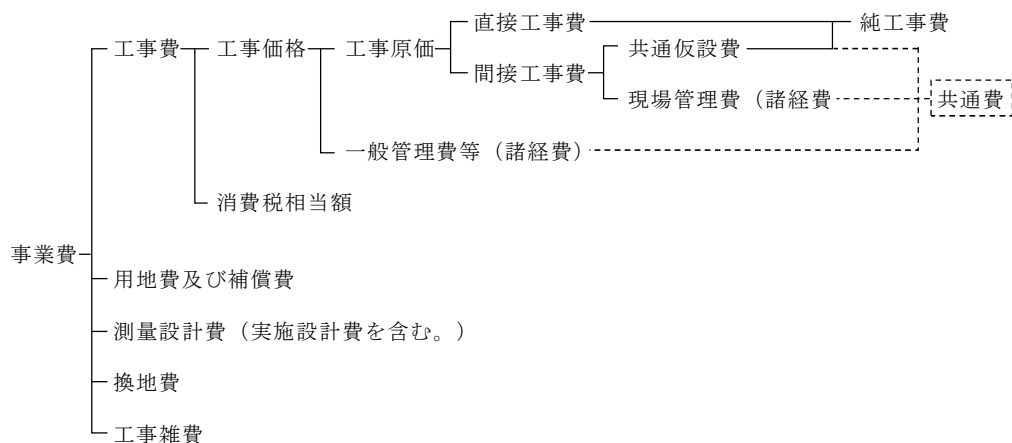 直接工事費
純工事費
工事費
工事価格
工事原価
共通仮設費
間接工事費
現場管理費（諸経費
共通費
一般管理費等（諸経費）
消費税相当額
事業費
用地費及び補償費
測量設計費（実施設計費を含む。）
換地費
工事雑費